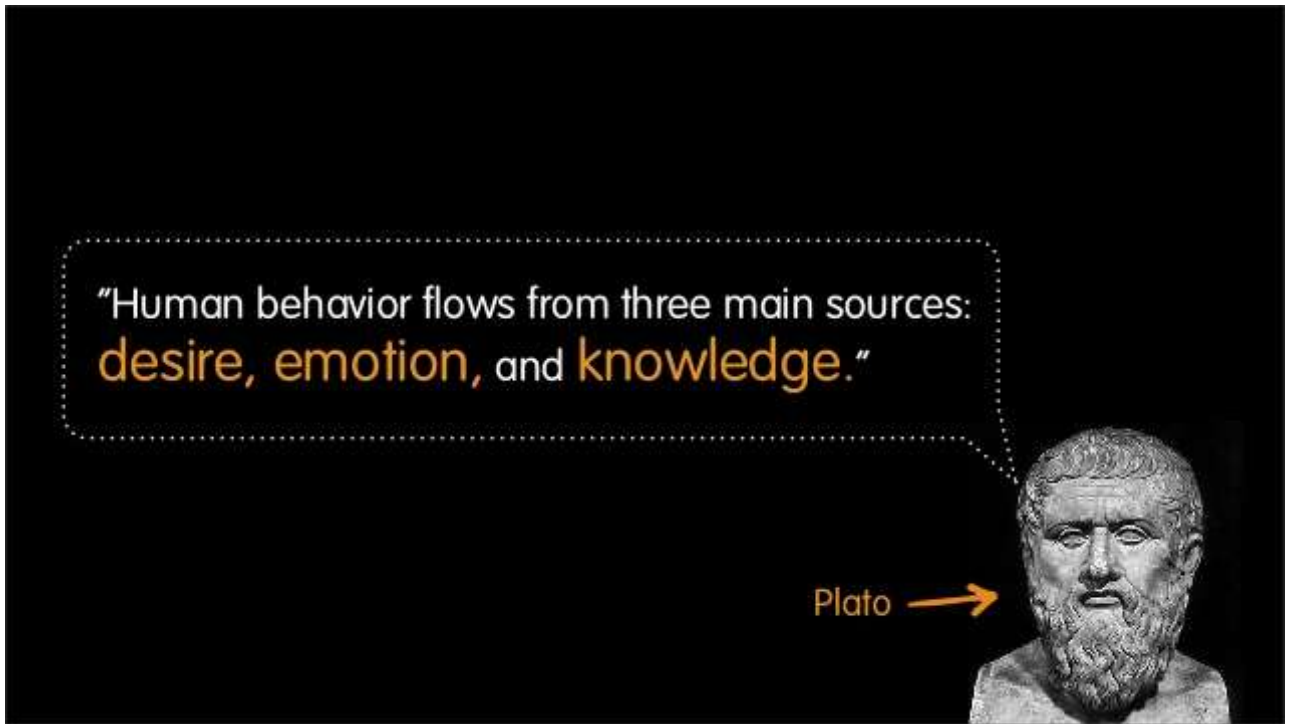 “Human behavior flows from three main sources:
desire, emotion, and knowledge.”
Plato